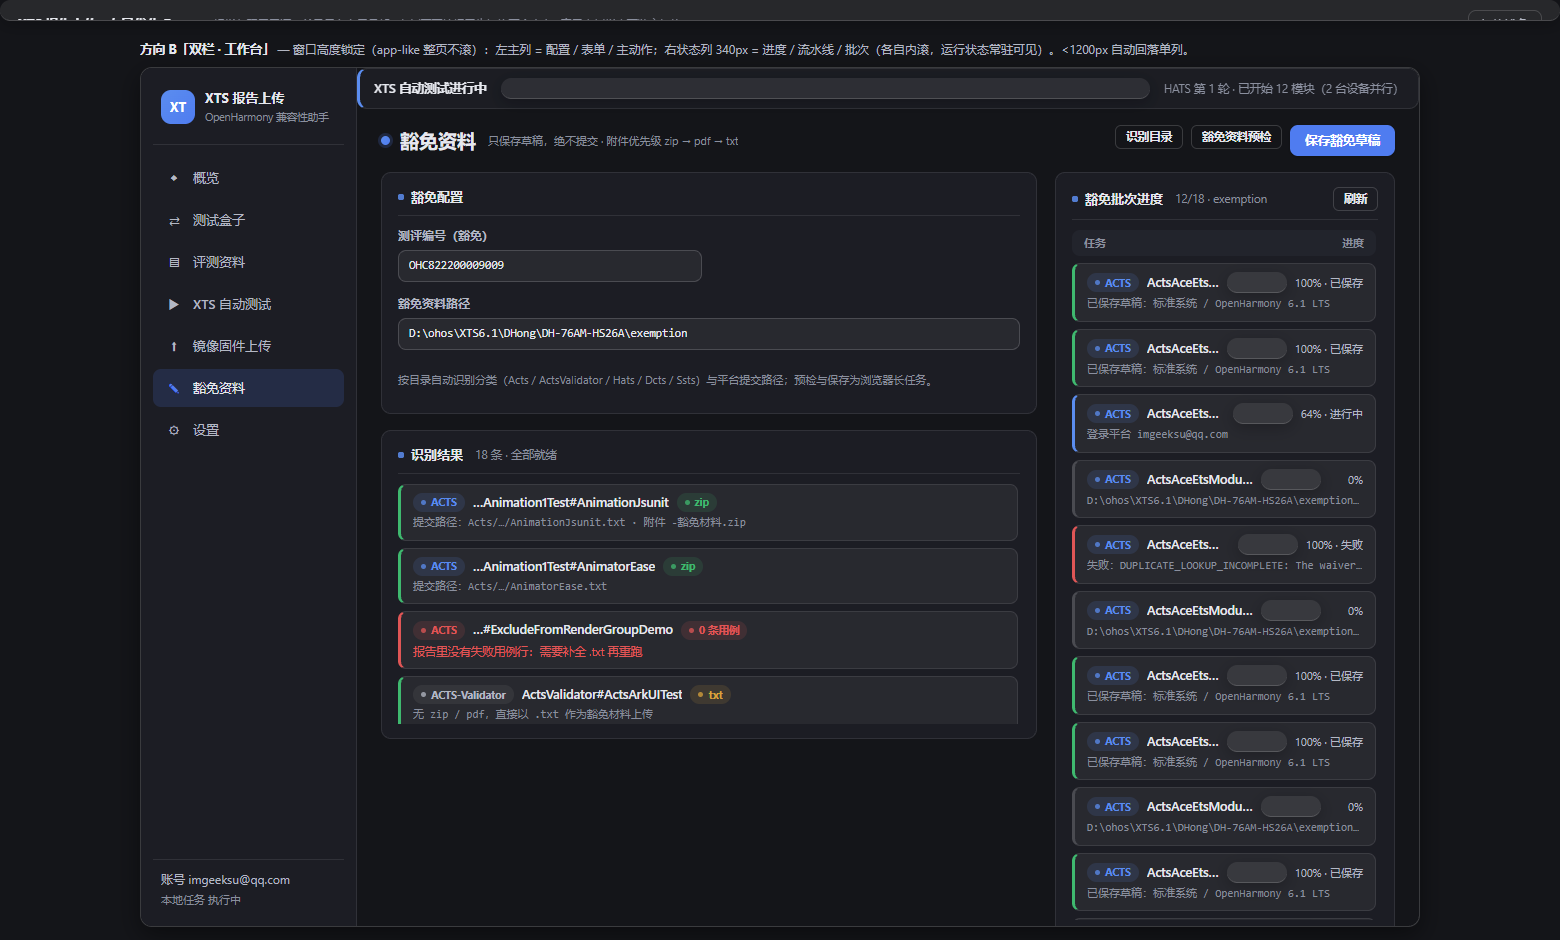 方向 B「双栏 · 工作台」 — 窗口高度锁定（app-like 整页不滚）：左主列 = 配置 / 表单 / 主动作；右状态列 340px = 进度 / 流水线 / 批次（各自内滚，运行状态常驻可见）。<1200px 自动回落单列。
XT
XTS 报告上传
OpenHarmony 兼容性助手
概览
测试盒子
评测资料
XTS 自动测试
镜像固件上传
豁免资料
设置
账号 imgeeksu@qq.com
本地任务 执行中
XTS 自动测试进行中
HATS 第 1 轮 · 已开始 12 模块（2 台设备并行）
豁免资料 只保存草稿，绝不提交 · 附件优先级 zip → pdf → txt
识别目录
豁免资料预检
保存豁免草稿
豁免配置
测评编号（豁免）
OHC822200009009
豁免资料路径
D:\ohos\XTS6.1\DHong\DH-76AM-HS26A\exemption
按目录自动识别分类（Acts / ActsValidator / Hats / Dcts / Ssts）与平台提交路径；预检与保存为浏览器长任务。
识别结果 18 条 · 全部就绪
ACTS …Animation1Test#AnimationJsunit zip
提交路径：Acts/…/AnimationJsunit.txt · 附件 -豁免材料.zip
ACTS …Animation1Test#AnimatorEase zip
提交路径：Acts/…/AnimatorEase.txt
ACTS …#ExcludeFromRenderGroupDemo 0 条用例
报告里没有失败用例行：需要补全 .txt 再重跑
ACTS-Validator ActsValidator#ActsArkUITest txt
无 zip / pdf，直接以 .txt 作为豁免材料上传
豁免批次进度 12/18 · exemption 刷新
任务 进度
ACTS ActsAceEts... 100% · 已保存
已保存草稿：标准系统 / OpenHarmony 6.1 LTS
ACTS ActsAceEts... 100% · 已保存
已保存草稿：标准系统 / OpenHarmony 6.1 LTS
ACTS ActsAceEts... 64% · 进行中
登录平台 imgeeksu@qq.com
ACTS ActsAceEtsModu... 0%
D:\ohos\XTS6.1\DHong\DH-76AM-HS26A\exemption…
ACTS ActsAceEts... 100% · 失败
失败：DUPLICATE_LOOKUP_INCOMPLETE: The waiver…
ACTS ActsAceEtsModu... 0%
D:\ohos\XTS6.1\DHong\DH-76AM-HS26A\exemption…
ACTS ActsAceEts... 100% · 已保存
已保存草稿：标准系统 / OpenHarmony 6.1 LTS
ACTS ActsAceEts... 100% · 已保存
已保存草稿：标准系统 / OpenHarmony 6.1 LTS
ACTS ActsAceEtsModu... 0%
D:\ohos\XTS6.1\DHong\DH-76AM-HS26A\exemption…
ACTS ActsAceEts... 100% · 已保存
已保存草稿：标准系统 / OpenHarmony 6.1 LTS